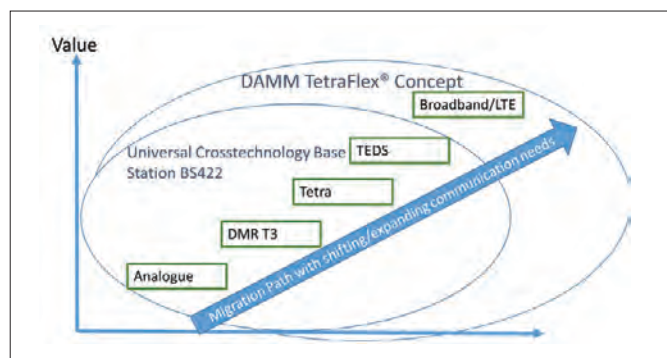 Value
DAMM TetraFlex® Concept
Broadband/LTE
Universal Crosstechnology Base
Station BS422
TEDS
Tetra
DMR T3
Analogue
Migration Path with shifting/expanding communication needs